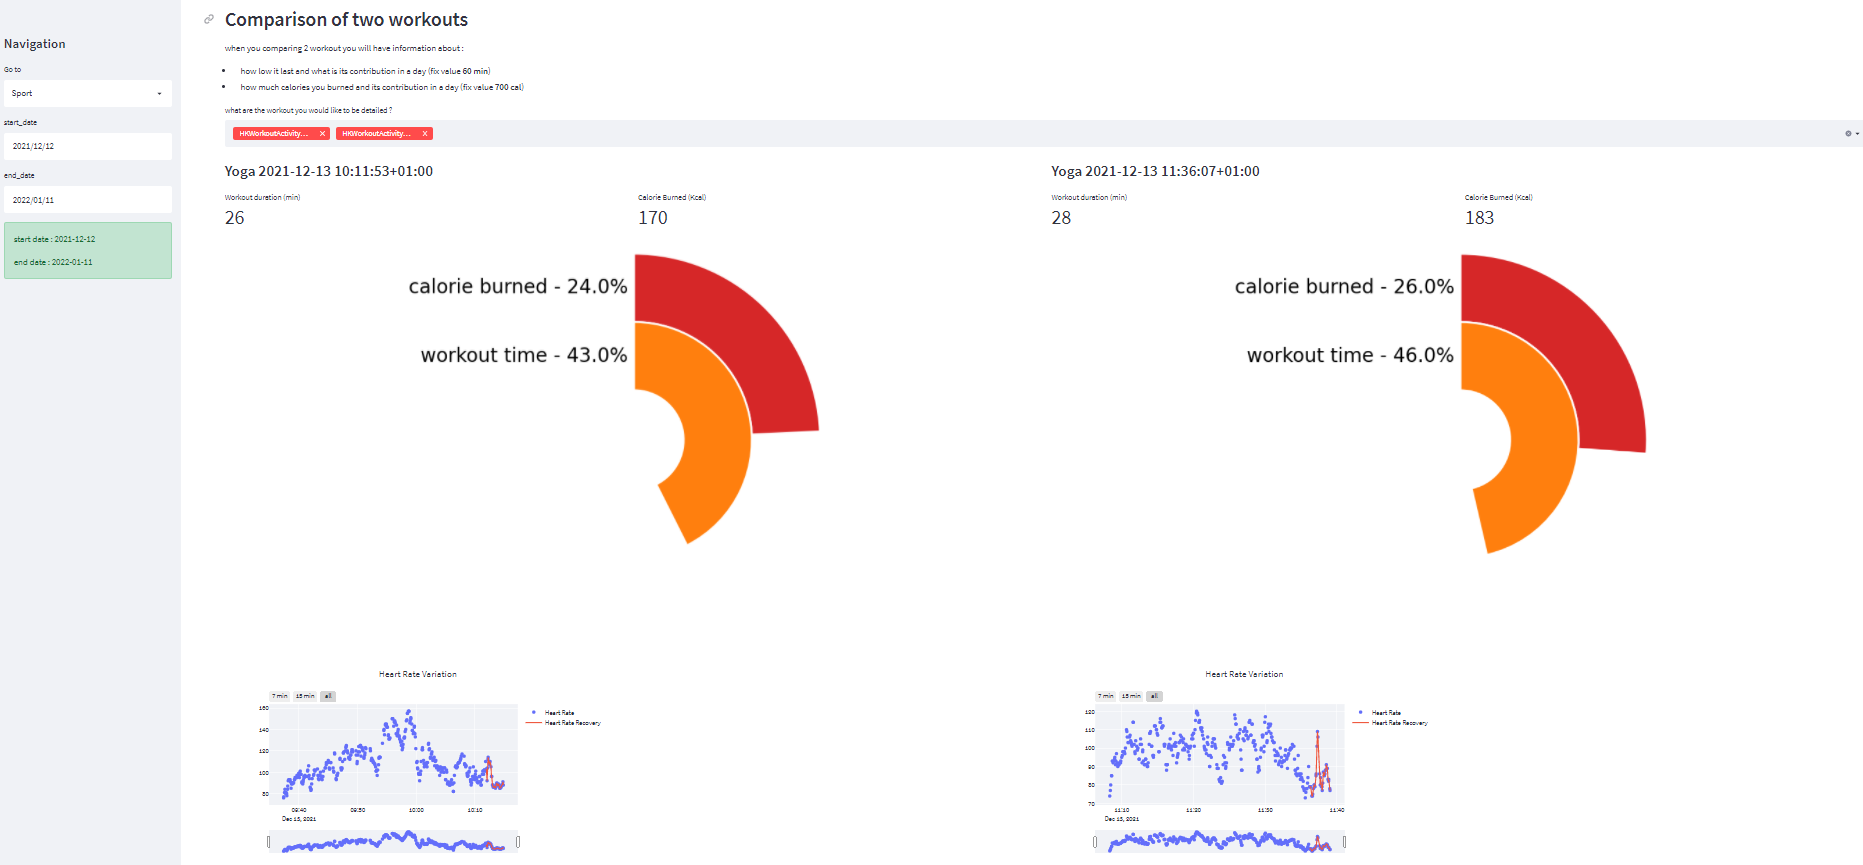 Comparison of two workouts
Navigation
when you comparing 2 workout you will have information about :
Go to
how low it last and what is its contribution in a day (fix value 60 min)
how much calories you burned and its contribution in a day (fix value 700 cal)
Sport
what are the workout you would like to be detailed ?
start_date
HKWorkoutActivity... ×
HKWorkoutActivity... ×
2021/12/12
end_date
2022/01/11
start date : 2021-12-12
end date : 2022-01-11
Yoga 2021-12-13 10:11:53+01:00
Workout duration (min)
26
Calorie Burned (Kcal)
170
calorie burned - 24.0%
workout time - 43.0%
Heart Rate Variation
7 min 15 min all
Heart Rate
Heart Rate Recovery
160
140
120
100
80
09:40 09:50 10:00 10:10
Dec 13, 2021
Yoga 2021-12-13 11:36:07+01:00
Workout duration (min)
28
Calorie Burned (Kcal)
183
calorie burned - 26.0%
workout time - 46.0%
Heart Rate Variation
7 min 15 min all
Heart Rate
Heart Rate Recovery
120
110
100
90
80
70
11:10 11:20 11:30 11:40
Dec 13, 2021